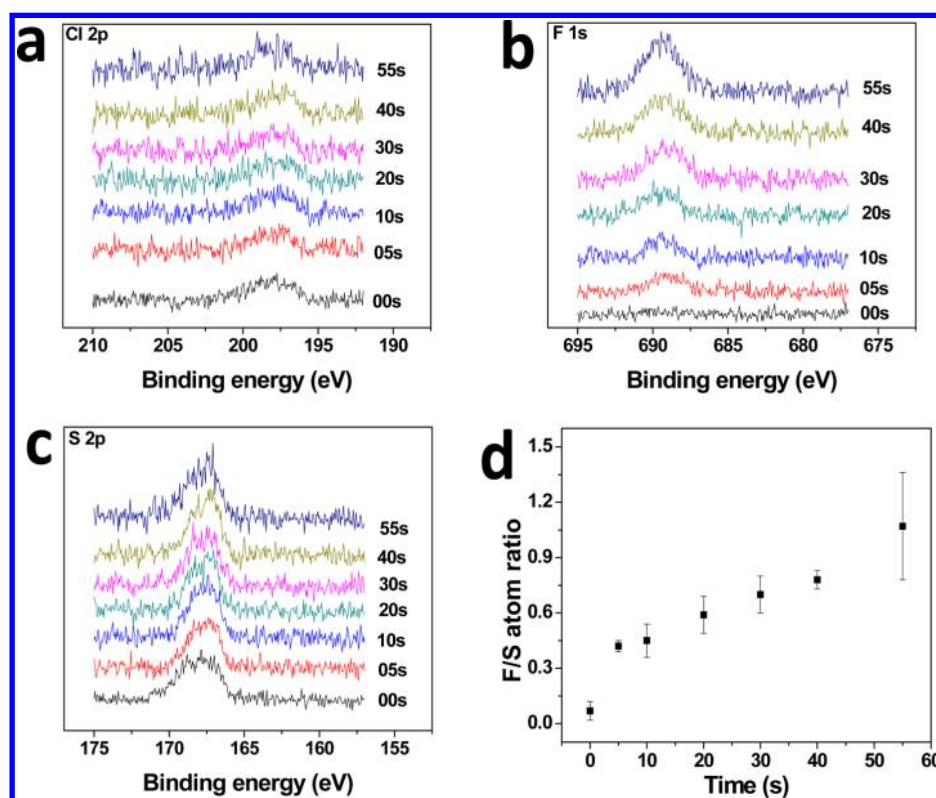 a
Cl 2p
55s
40s
30s
20s
10s
05s
00s
210 205 200 195 190
Binding energy (eV)
b
F 1s
55s
40s
30s
20s
10s
05s
00s
695 690 685 680 675
Binding energy (eV)
c
S 2p
55s
40s
30s
20s
10s
05s
00s
175 170 165 160 155
Binding energy (eV)
d
1.5
1.2
0.9
0.6
0.3
0.0
F/S atom ratio
0 10 20 30 40 50 60
Time (s)